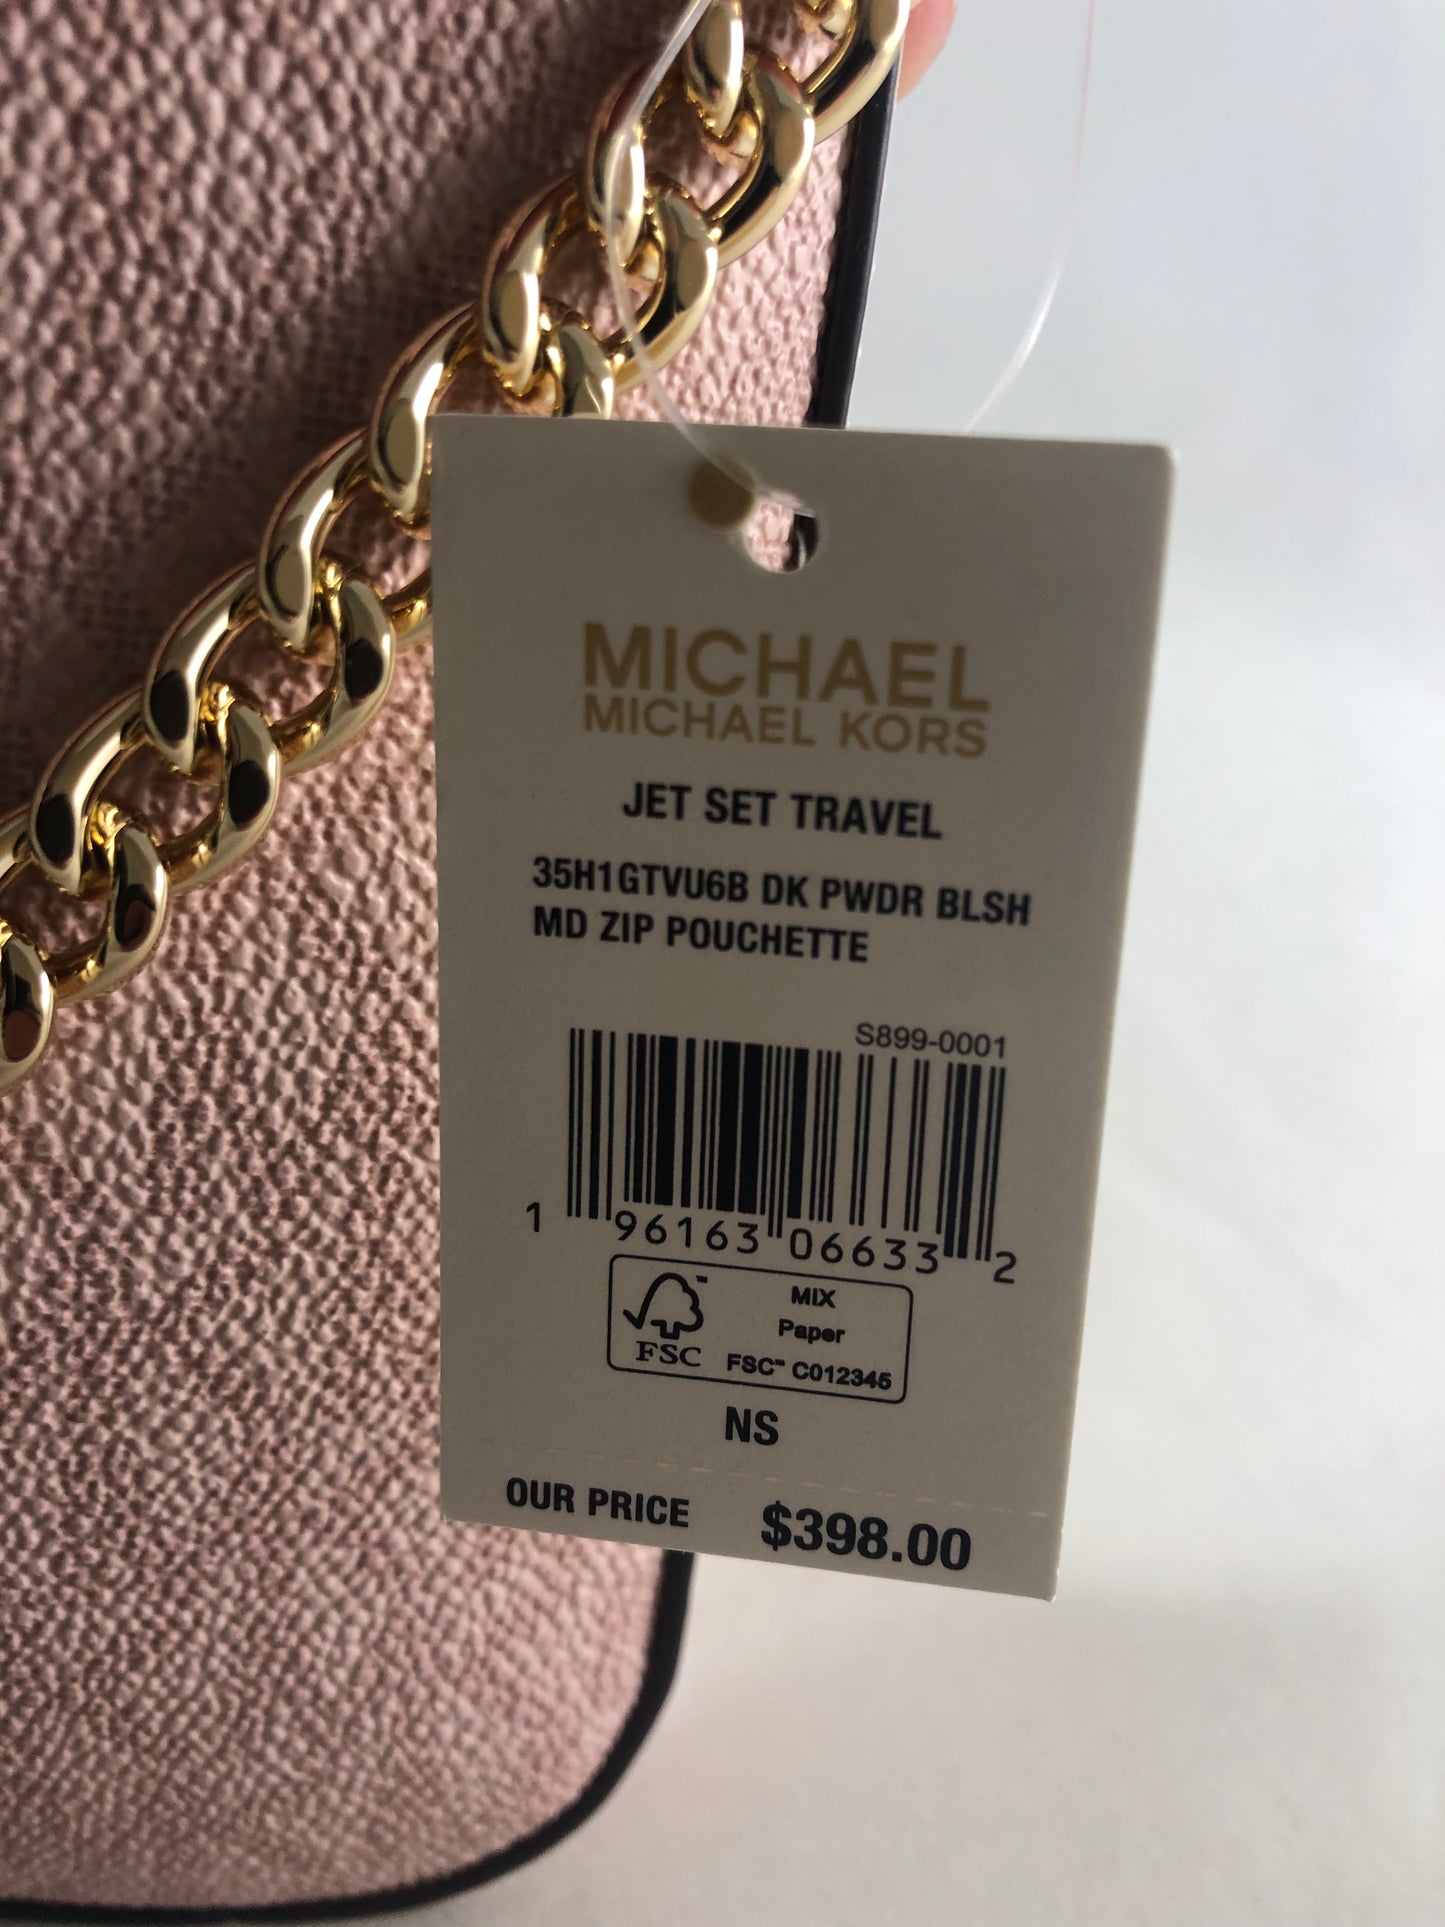 MICHAEL
MICHAEL KORS
JET SET TRAVEL
35H1GTVU6B DK PWDR BLSH
MD ZIP POUCHETTE
S899-0001
1 96163 06633 2
FSC™
MIX
Paper
FSC™ C012345
NS
OUR PRICE $398.00